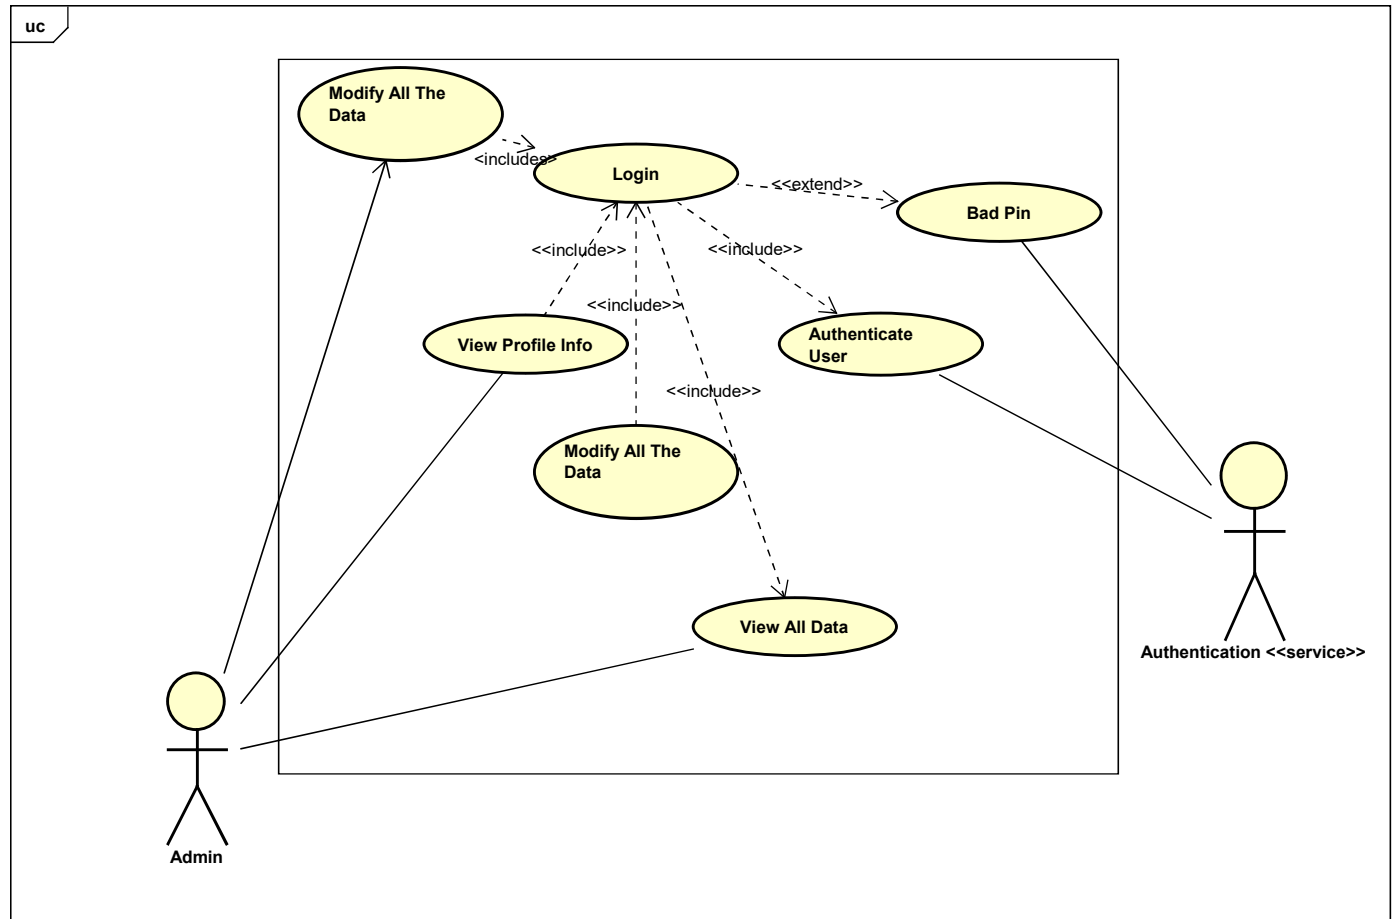 uc
Modify All The
Data
<includes>
Login
<<extend>>
Bad Pin
<<include>>
<<include>>
<<include>>
View Profile Info
Authenticate
User
<<include>>
Modify All The
Data
View All Data
Authentication <<service>>
Admin